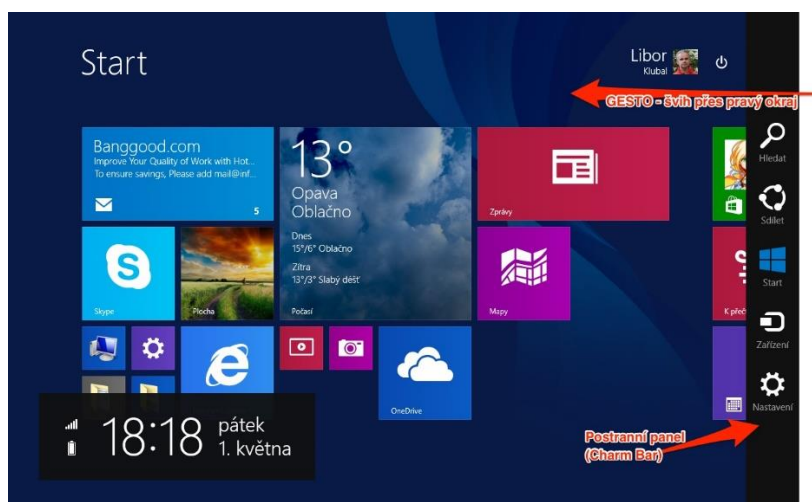 Start
Libor
Klubal
GESTO - švih přes pravý okraj
Banggood.com
Improve Your Quality of Work with Hot...
To ensure savings, Please add mail@inf...
5
13°
Opava
Oblačno
Dnes
15°/6° Oblačno
Zítra
13°/3° Slabý déšť
Počasí
Zprávy
Hledat
Sdílet
Skype
Plocha
Mapy
Start
K přeč
Zařízení
OneDrive
Nastavení
18:18
pátek
1. května
Postranní panel
(Charm Bar)